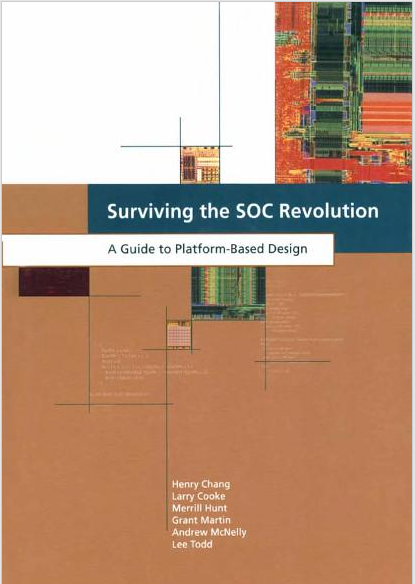 Surviving the SOC Revolution
A Guide to Platform-Based Design
Henry Chang
Larry Cooke
Merrill Hunt
Grant Martin
Andrew McNelly
Lee Todd